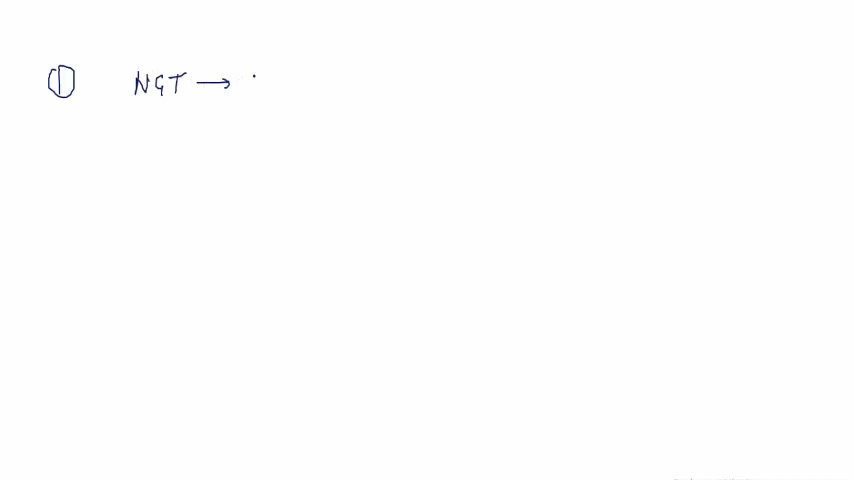 ① NGT →